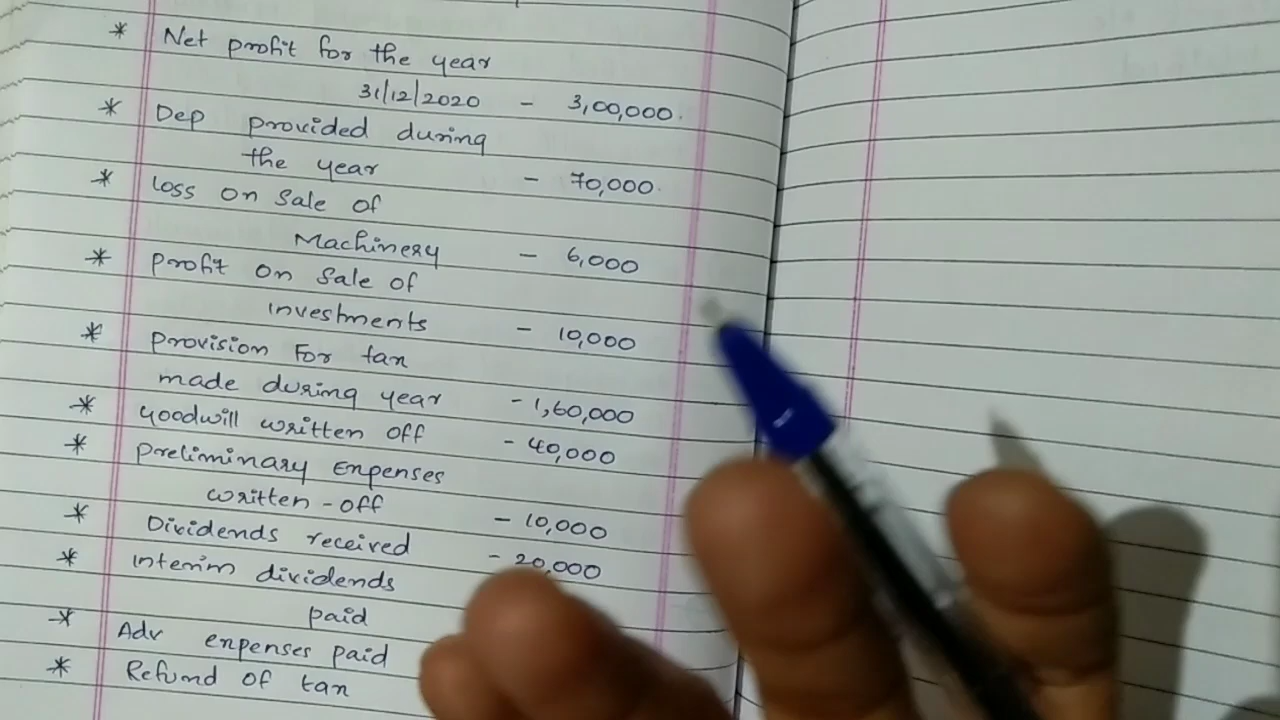 * Net profit for the year
31/12/2020 - 3,00,000.
* Dep provided during
the year - 70,000.
* Loss on Sale of
Machinery - 6,000
* Profit on Sale of
investments - 10,000
* Provision For tax
made during year - 1,60,000
* Goodwill written off - 40,000
* Preliminary Expenses
written-off - 10,000
* Dividends received - 20,000
* interim dividends
paid
* Adv expenses paid
* Refund of tax